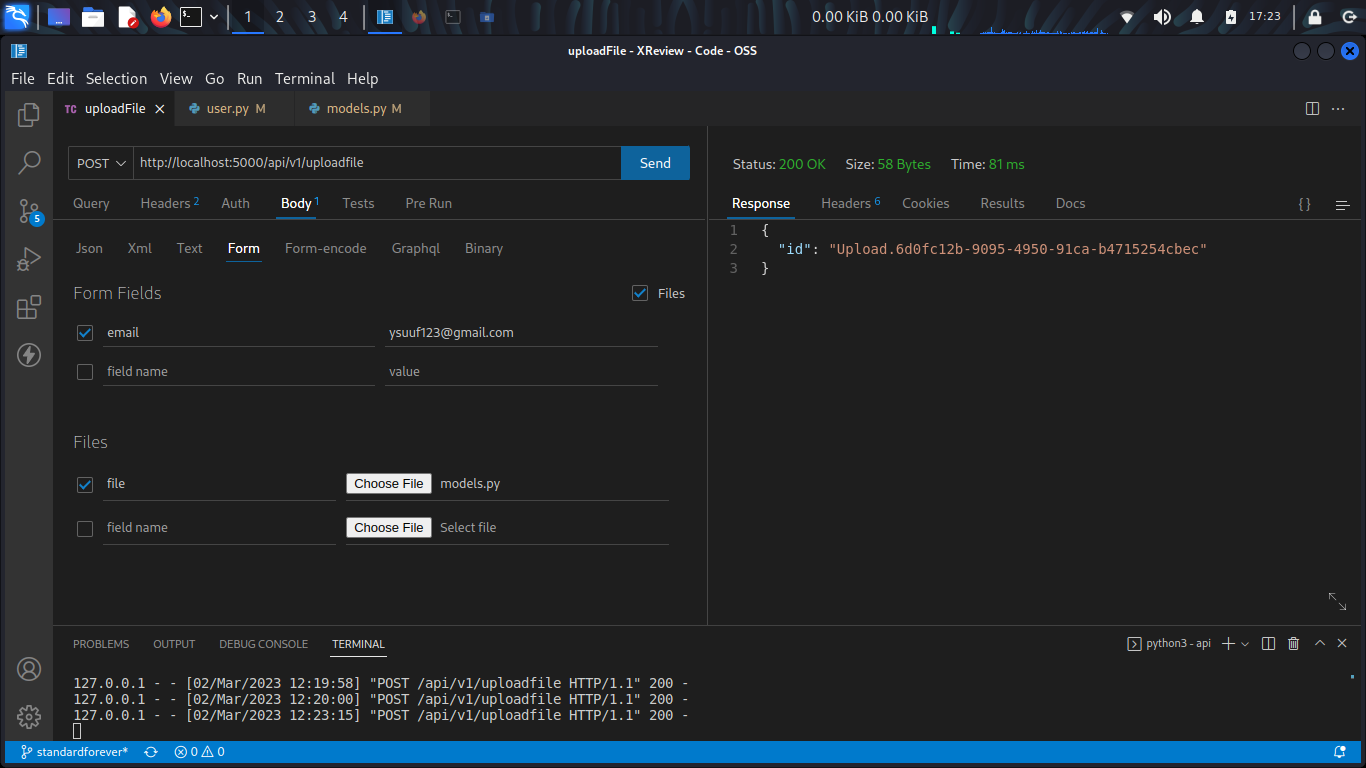 1 2 3 4 0.00 KiB 0.00 KiB 17:23
uploadFile - XReview - Code - OSS
File Edit Selection View Go Run Terminal Help
TC uploadFile user.py M models.py M
POST http://localhost:5000/api/v1/uploadfile Send
Status: 200 OK Size: 58 Bytes Time: 81 ms
Query Headers 2 Auth Body 1 Tests Pre Run
Response Headers 6 Cookies Results Docs { }
Json Xml Text Form Form-encode Graphql Binary
1 {
2 "id": "Upload.6d0fc12b-9095-4950-91ca-b4715254cbec"
3 }
5
Form Fields Files
email ysuuf123@gmail.com
field name value
Files
file Choose File models.py
field name Choose File Select file
PROBLEMS OUTPUT DEBUG CONSOLE TERMINAL python3 - api
127.0.0.1 - - [02/Mar/2023 12:19:58] "POST /api/v1/uploadfile HTTP/1.1" 200 -
127.0.0.1 - - [02/Mar/2023 12:20:00] "POST /api/v1/uploadfile HTTP/1.1" 200 -
127.0.0.1 - - [02/Mar/2023 12:23:15] "POST /api/v1/uploadfile HTTP/1.1" 200 -
standardforever* 0 0